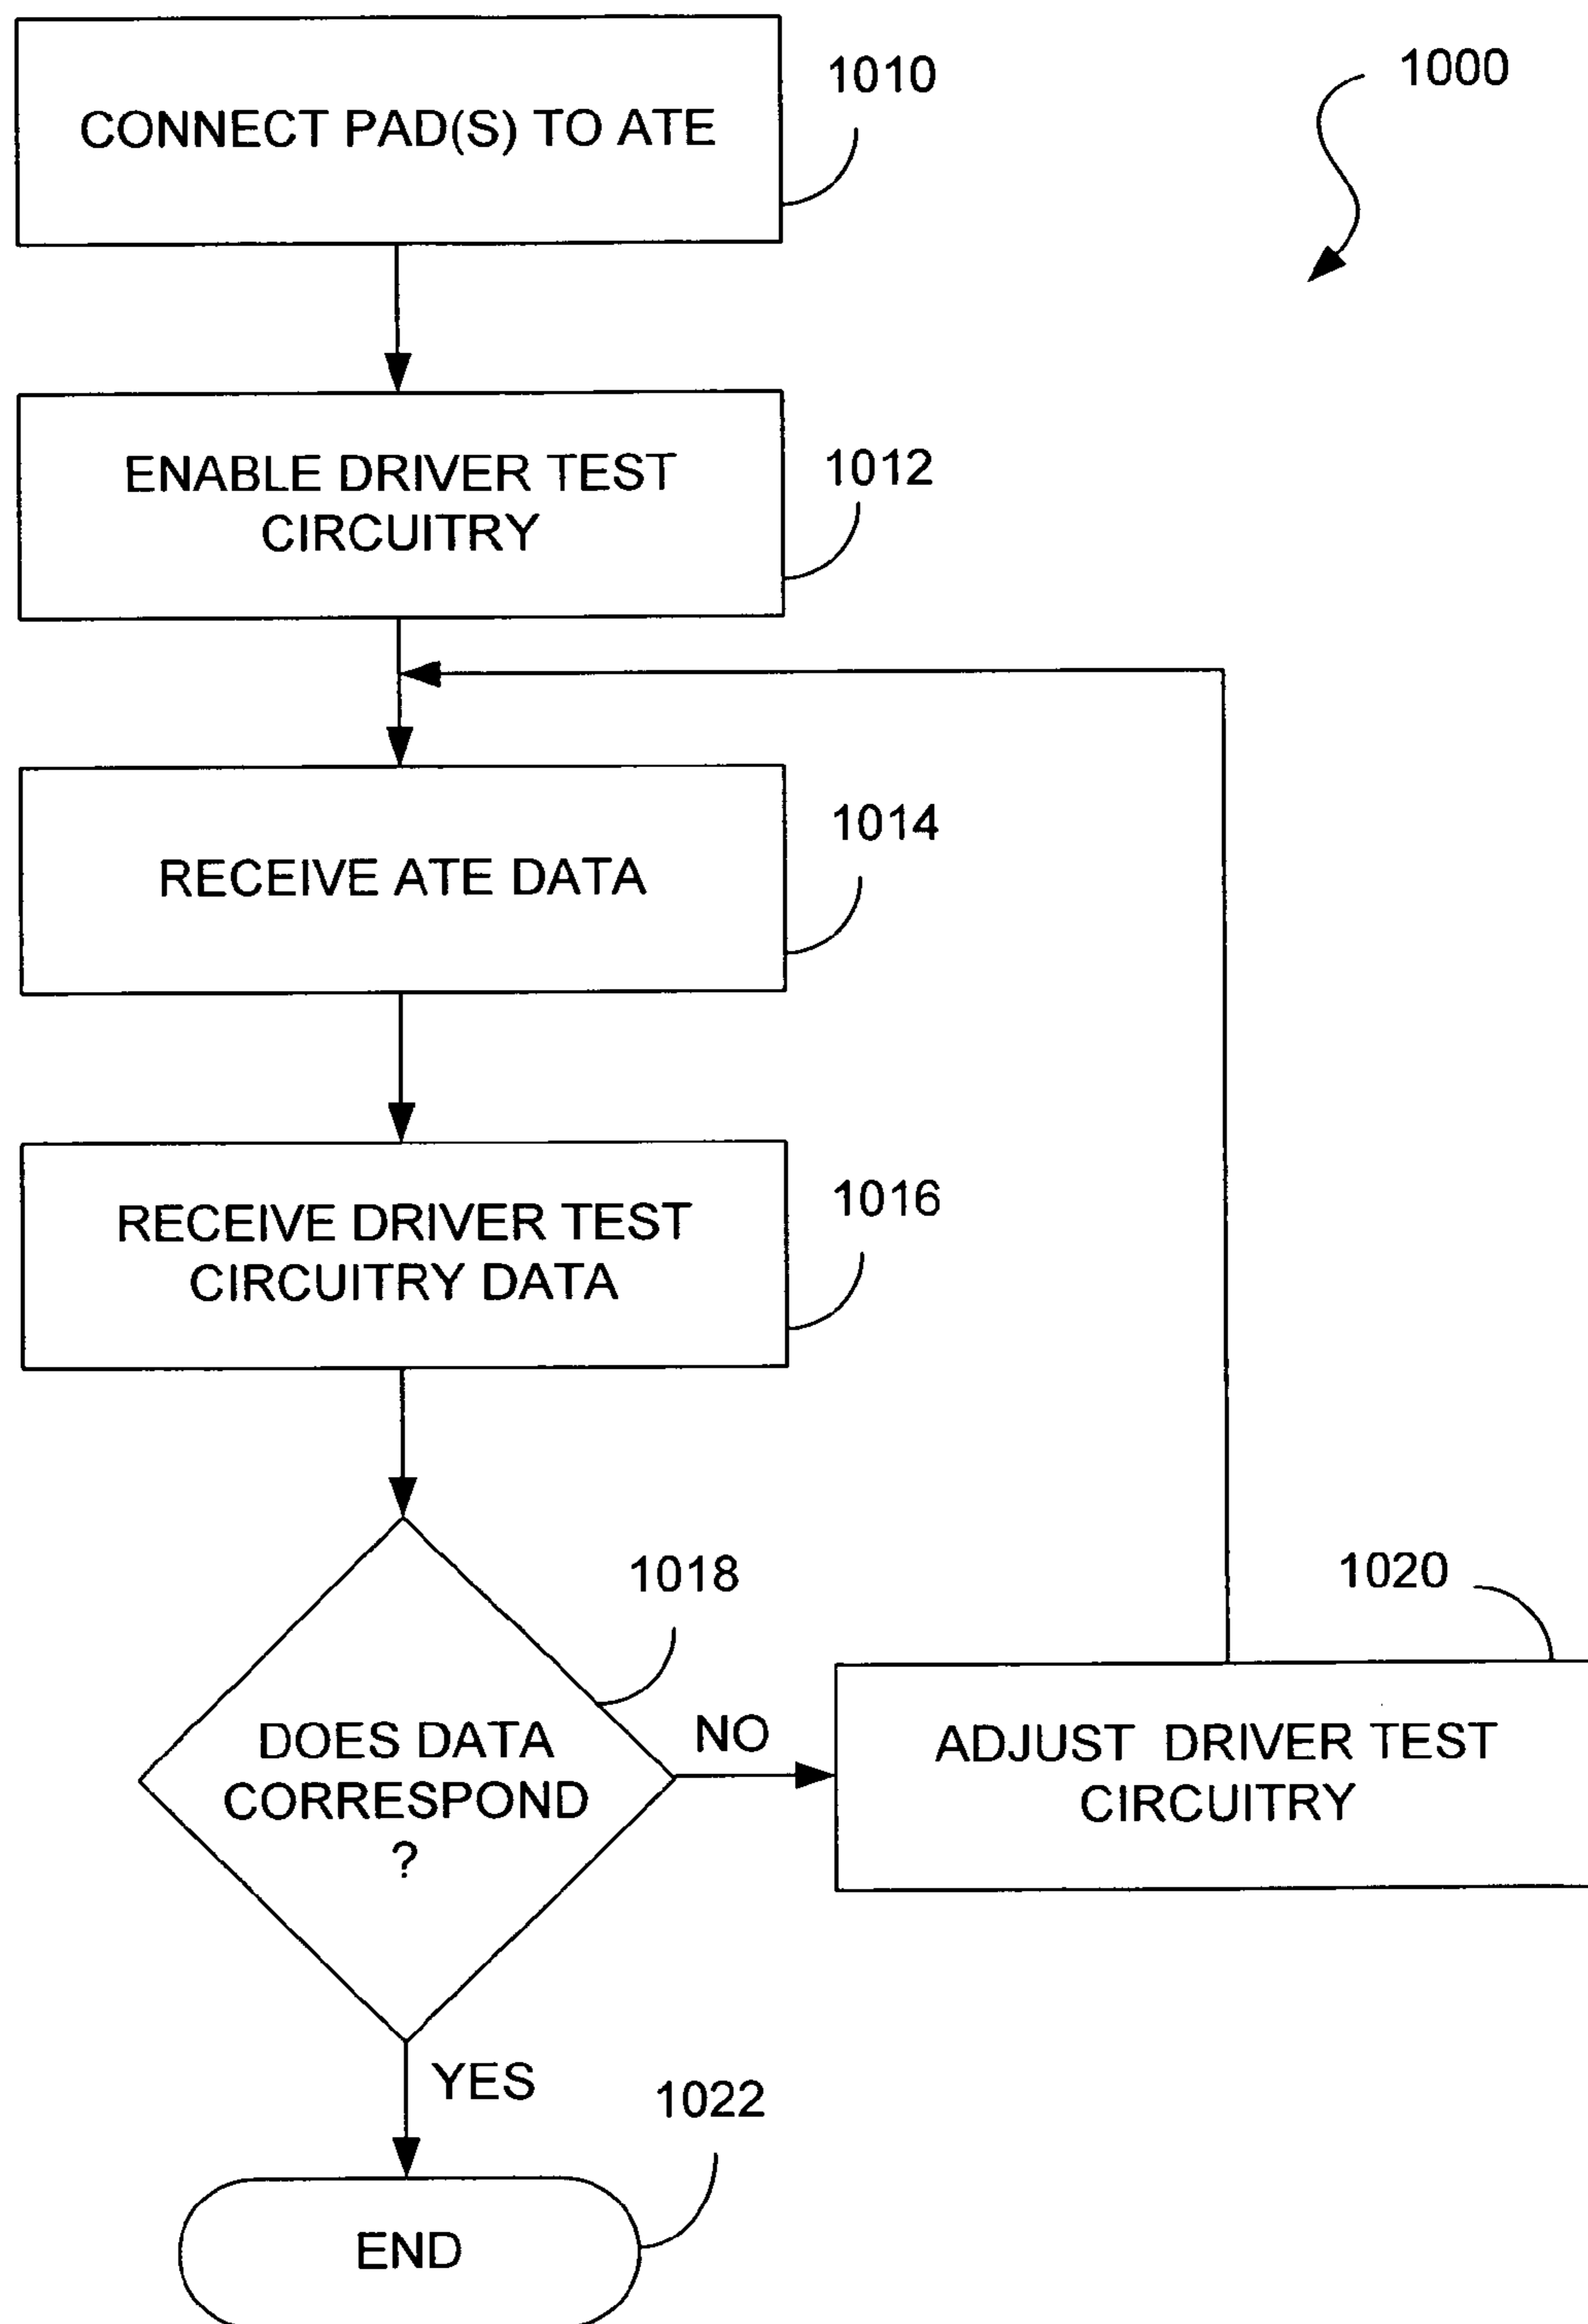 1000
CONNECT PAD(S) TO ATE
1010
ENABLE DRIVER TEST
CIRCUITRY
1012
RECEIVE ATE DATA
1014
RECEIVE DRIVER TEST
CIRCUITRY DATA
1016
DOES DATA
CORRESPOND
?
1018
NO
ADJUST DRIVER TEST
CIRCUITRY
1020
YES
END
1022